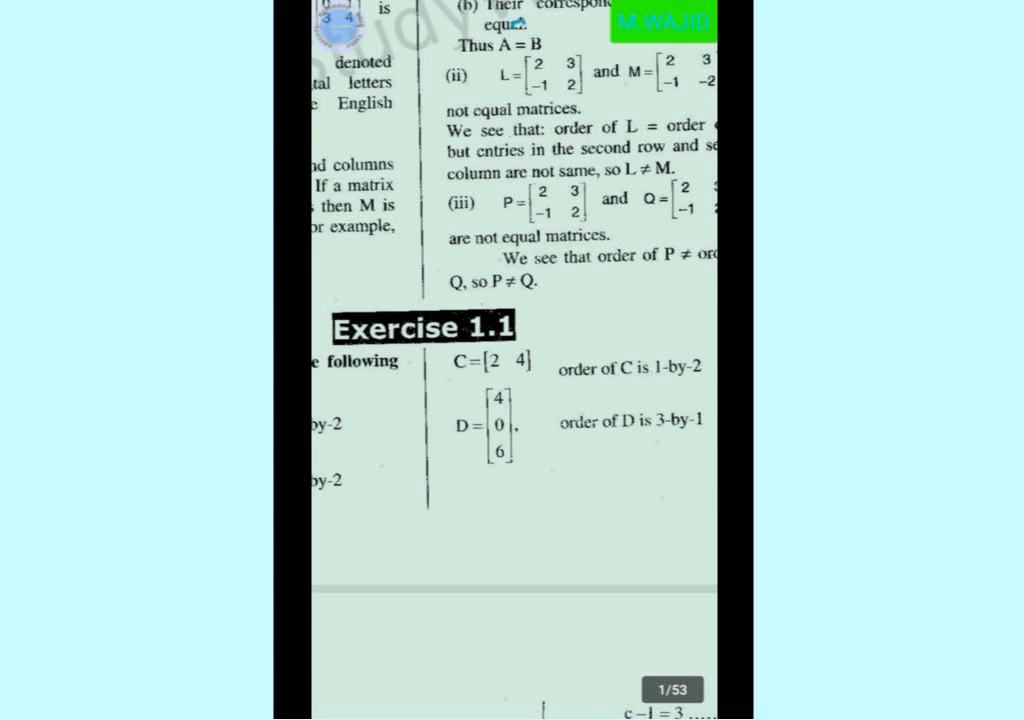 is
3 4
denoted
tal letters
English
nd columns
If a matrix
then M is
or example,
(b) Their
Thus A = B
(ii) L = [2 3 -1 2] and M = [2 3 -1 -2
not equal matrices.
We see that: order of L = order
but entries in the second row and
column are not same, so L ≠ M.
(iii) P = [2 3 -1 2] and Q = [2 -1
are not equal matrices.
We see that order of P ≠
Q, so P ≠ Q.
M.WAJID
Study
Exercise 1.1
e following
by-2
by-2
C=[2 4] order of C is 1-by-2
D = [4 0 6], order of D is 3-by-1
1/53
c – 1 = 3 .....